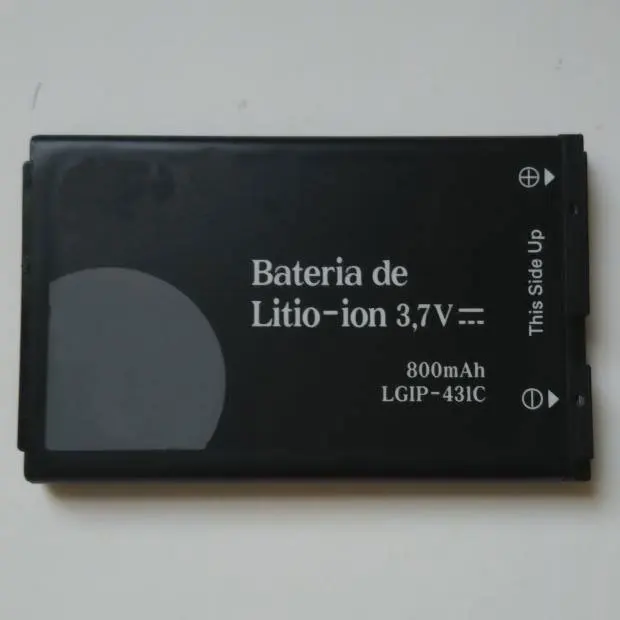 Bateria de
Litio-ion 3,7V
800mAh
LGIP-431C
This Side Up